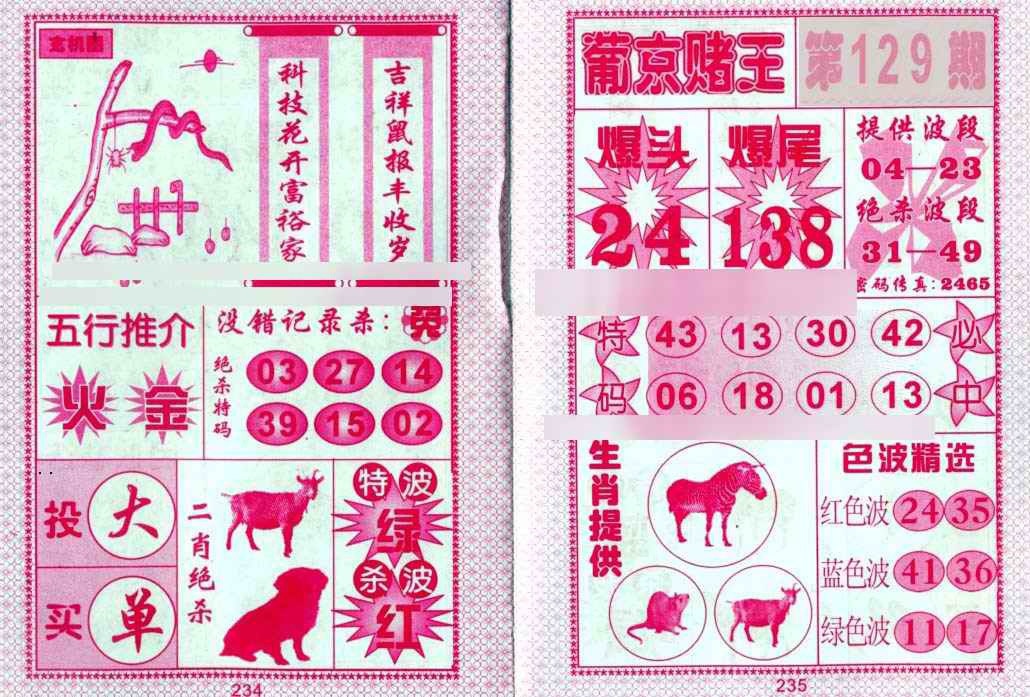 玄机图
吉祥鼠报丰收岁
科技花开富裕家
五行推介
火 金
没错记录杀：兔
绝杀特码
03 27 14
39 15 02
投 大
买 单
二肖绝杀
特波
绿
杀波
红
234
葡京赌王
第129期
爆头
24
爆尾
138
提供波段
04—23
绝杀波段
31—49
密码传真：2465
特 43 13 30 42 必
码 06 18 01 13 中
生肖提供
色波精选
红色波 24 35
蓝色波 41 36
绿色波 11 17
235